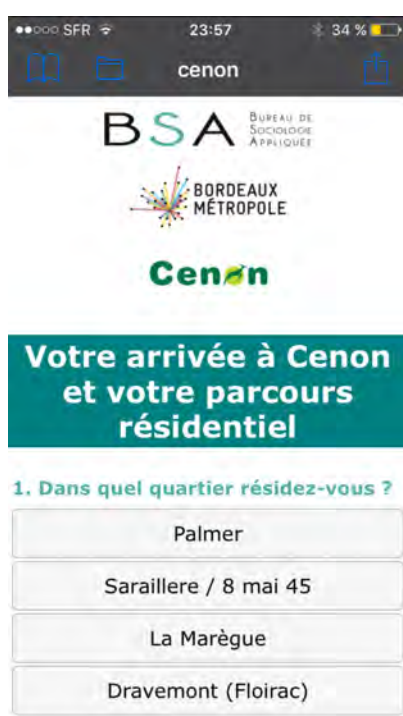 SFR 23:57 34 %
cenon
BSA BUREAU DE
SOCIOLOGIE
APPLIQUÉE
BORDEAUX
MÉTROPOLE
Cenon
Votre arrivée à Cenon
et votre parcours
résidentiel
1. Dans quel quartier résidez-vous ?
Palmer
Saraillere / 8 mai 45
La Marègue
Dravemont (Floirac)